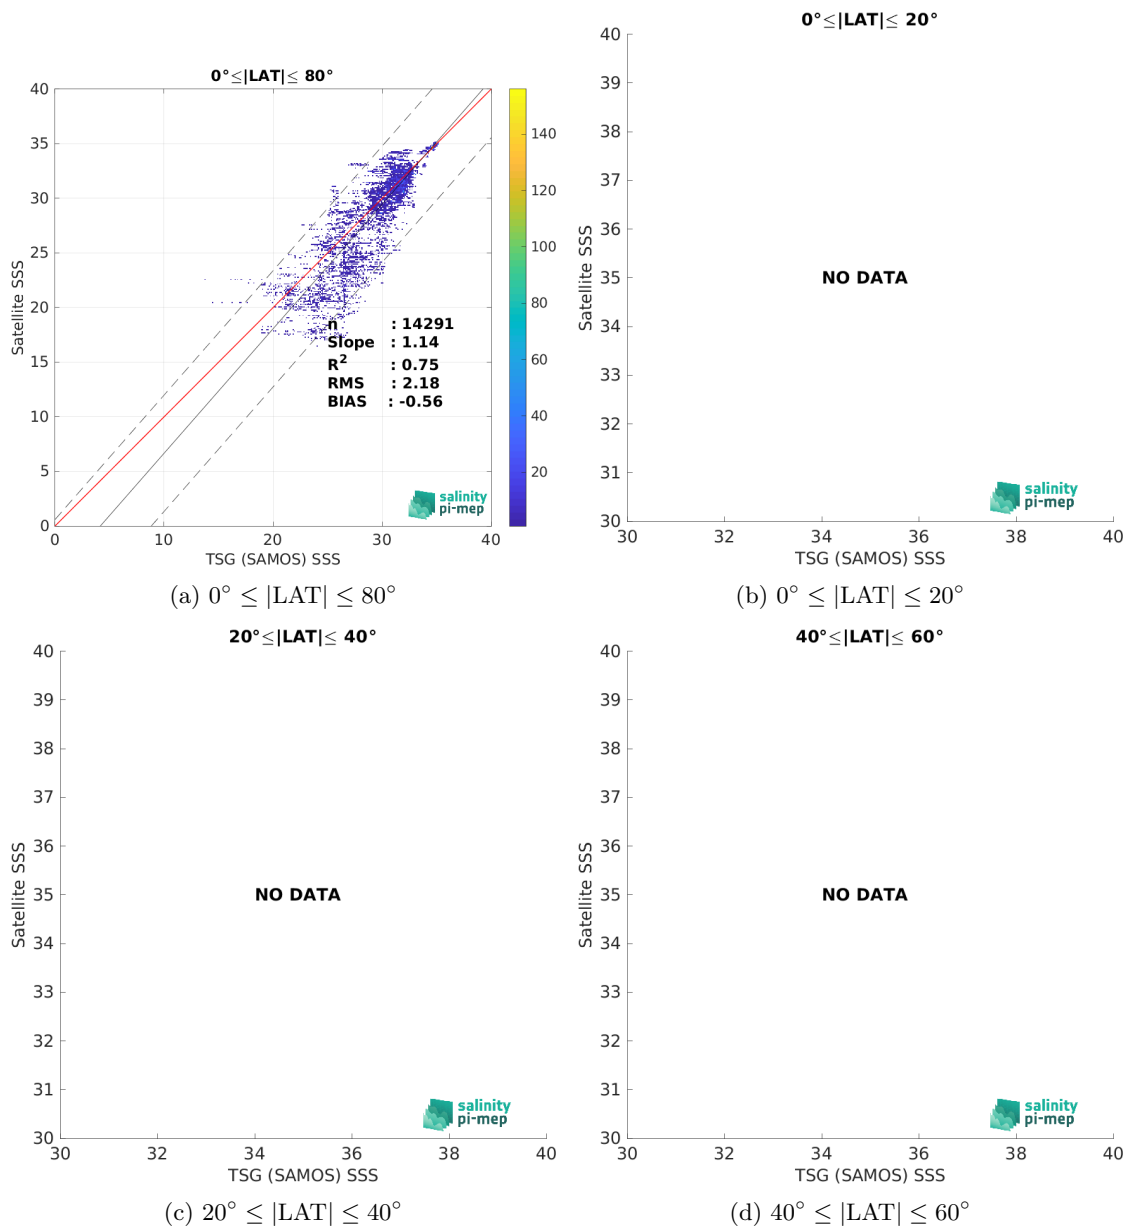 0°≤|LAT|≤ 80°
40
35
30
25
20
15
10
5
0
0
10
20
30
40
140
120
100
80
60
40
20
Satellite SSS
TSG (SAMOS) SSS
n : 14291
Slope : 1.14
R² : 0.75
RMS : 2.18
BIAS : -0.56
salinity
pi-mep
(a) 0° ≤ |LAT| ≤ 80°
0°≤|LAT|≤ 20°
40
39
38
37
36
35
34
33
32
31
30
30
32
34
36
38
40
Satellite SSS
NO DATA
TSG (SAMOS) SSS
salinity
pi-mep
(b) 0° ≤ |LAT| ≤ 20°
20°≤|LAT|≤ 40°
40
39
38
37
36
35
34
33
32
31
30
30
32
34
36
38
40
Satellite SSS
NO DATA
TSG (SAMOS) SSS
salinity
pi-mep
(c) 20° ≤ |LAT| ≤ 40°
40°≤|LAT|≤ 60°
40
39
38
37
36
35
34
33
32
31
30
30
32
34
36
38
40
Satellite SSS
NO DATA
TSG (SAMOS) SSS
salinity
pi-mep
(d) 40° ≤ |LAT| ≤ 60°